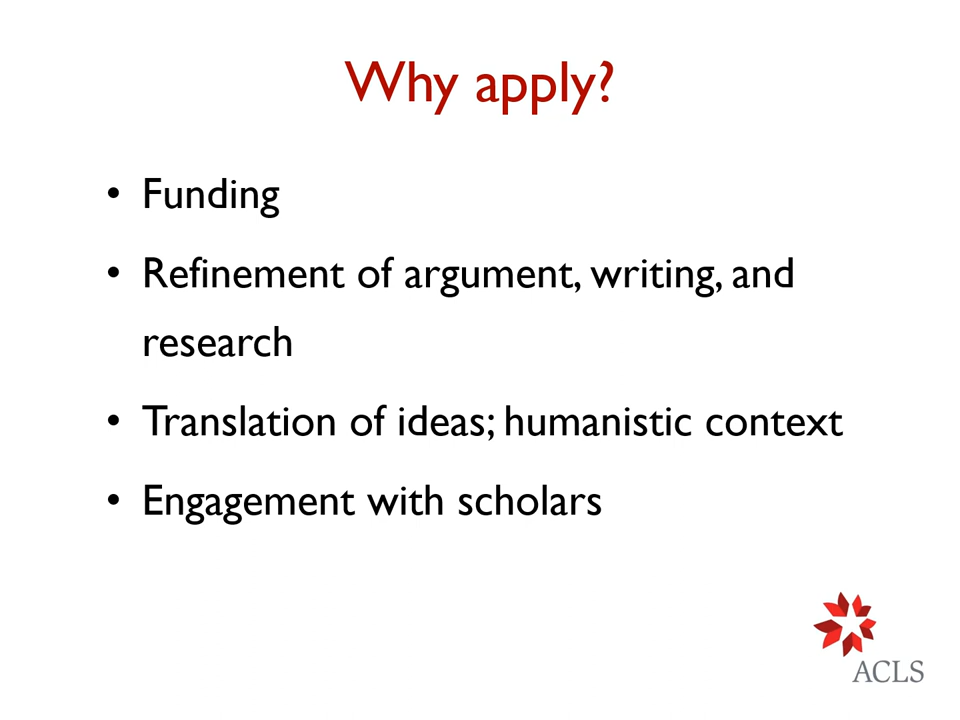 Why apply?
• Funding
• Refinement of argument, writing, and
research
• Translation of ideas; humanistic context
• Engagement with scholars
ACLS